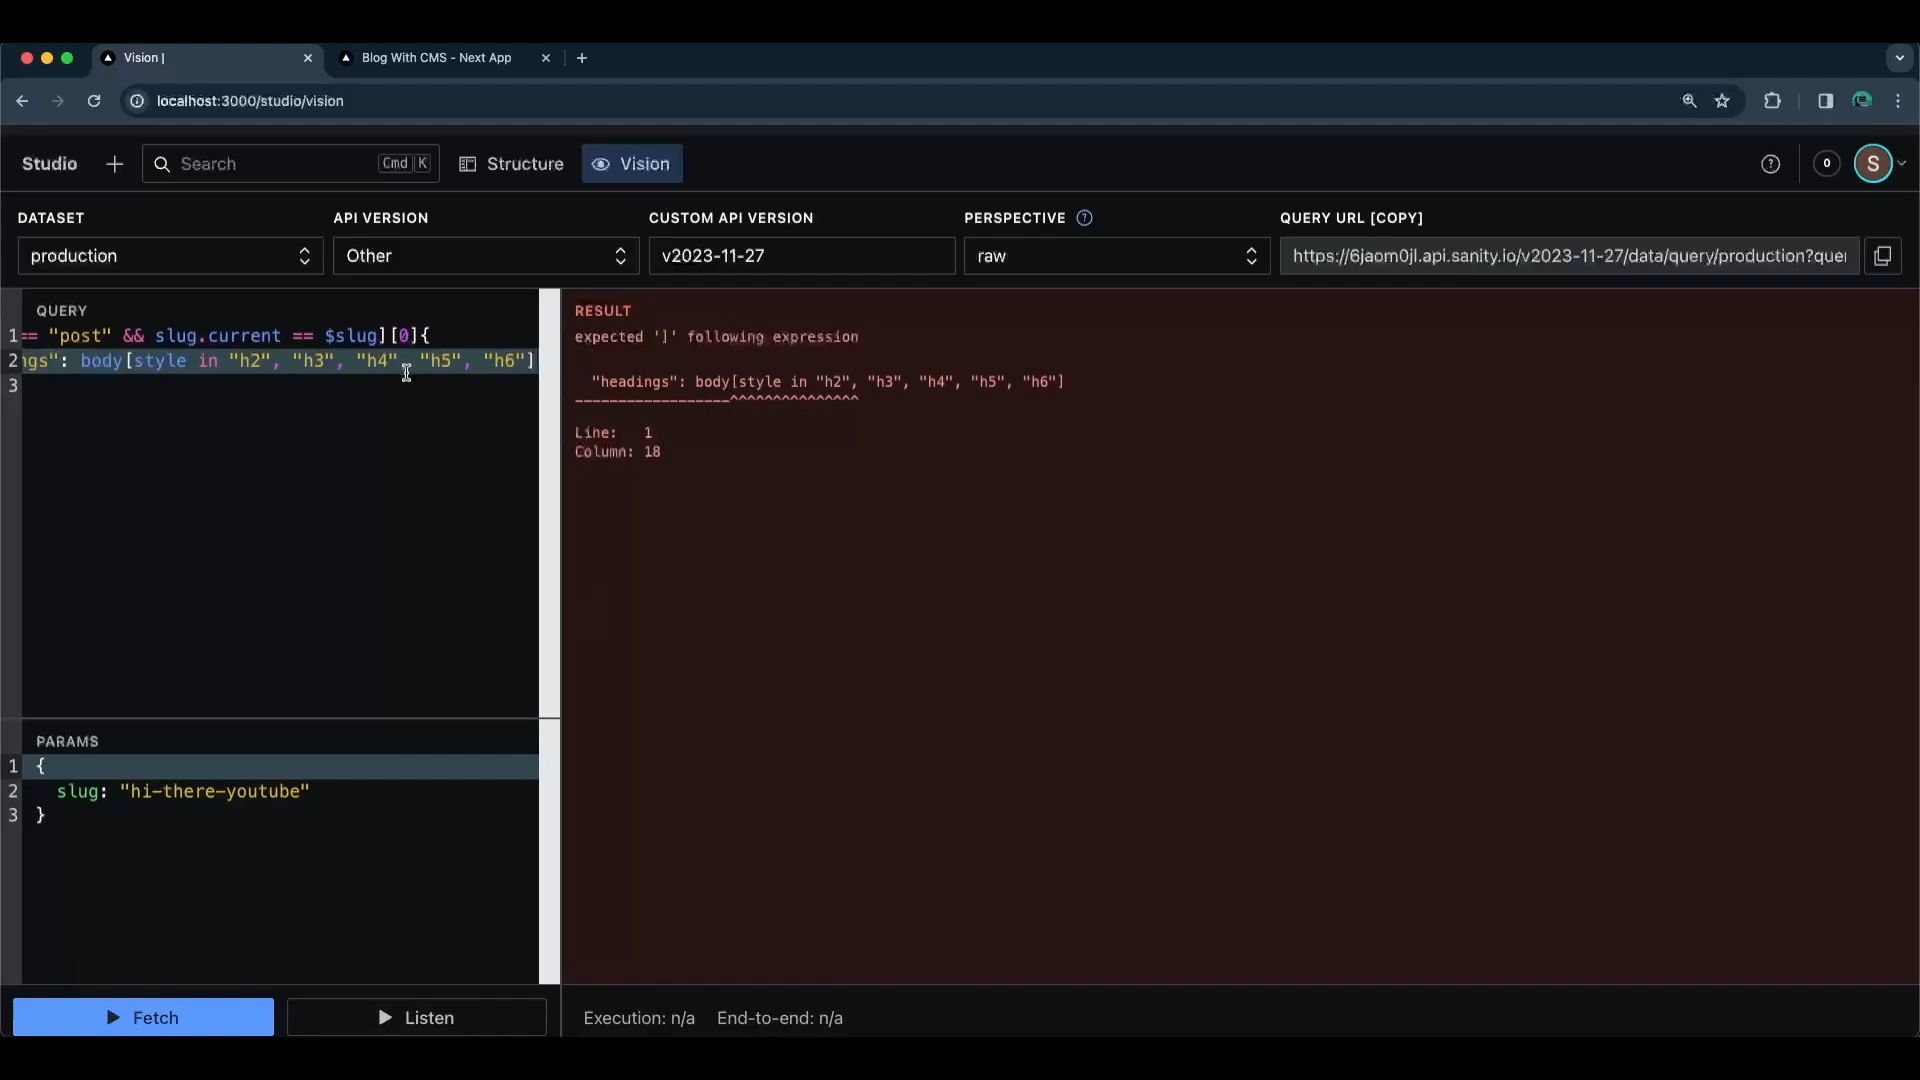 Vision |
Blog With CMS - Next App
localhost:3000/studio/vision
Studio
Search
Cmd K
Structure
Vision
0
S
DATASET
API VERSION
CUSTOM API VERSION
PERSPECTIVE
QUERY URL [COPY]
production
Other
v2023-11-27
raw
https://6jaom0jl.api.sanity.io/v2023-11-27/data/query/production?que
QUERY
1 == "post" && slug.current == $slug][0]{
2 ngs": body[style in "h2", "h3", "h4", "h5", "h6"]
3
RESULT
expected ']' following expression
"headings": body[style in "h2", "h3", "h4", "h5", "h6"]
------------------^^^^^^^^^^^^^^^
Line: 1
Column: 18
PARAMS
1 {
2 slug: "hi-there-youtube"
3 }
Fetch
Listen
Execution: n/a
End-to-end: n/a